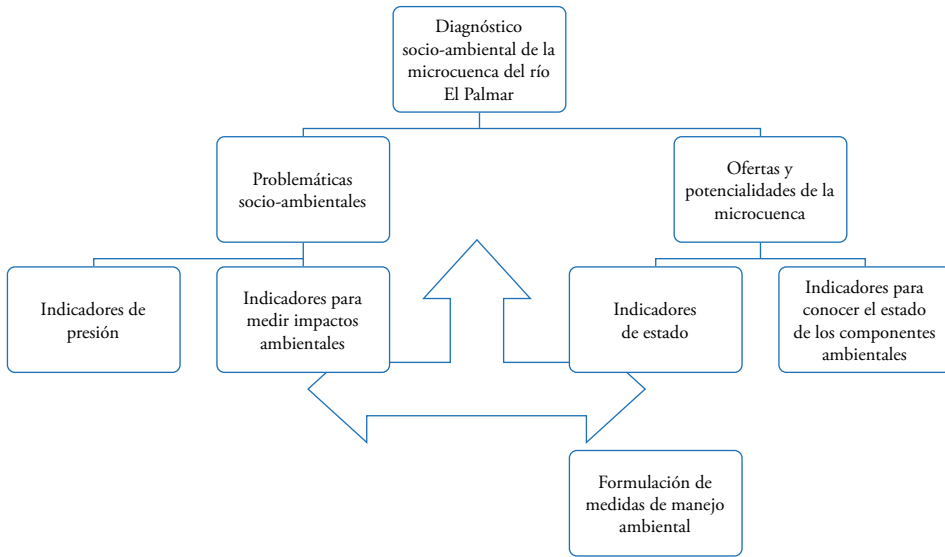 Diagnóstico
socio-ambiental de la
microcuenca del río
El Palmar
Problemáticas
socio-ambientales
Ofertas y
potencialidades de la
microcuenca
Indicadores de
presión
Indicadores para
medir impactos
ambientales
Indicadores
de estado
Indicadores para
conocer el estado
de los componentes
ambientales
Formulación de
medidas de manejo
ambiental